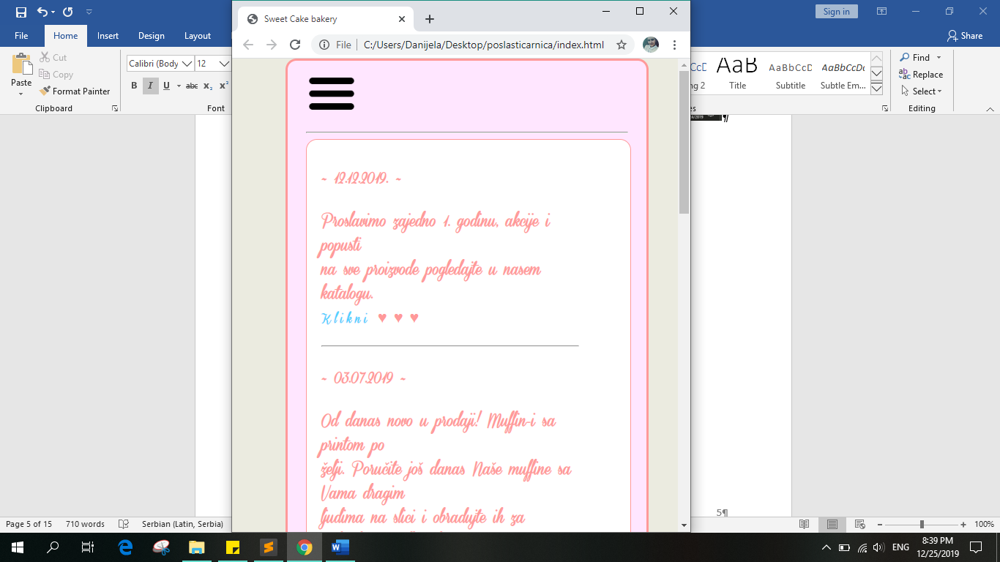 Sign in
File
Home
Insert
Design
Layout
Share
Paste
Cut
Copy
Format Painter
Clipboard
Calibri (Body
12
B I U abc x₂ x
Font
Sweet Cake bakery
File
C:/Users/Danijela/Desktop/poslasticarnica/index.html
AaB
AaBbCcD
AaBbCcDc
ng 2
Title
Subtitle
Subtle Em...
es
Find
Replace
Select
Editing
~ 12.12.2019. ~
Proslavimo zajedno 1. godinu, akcije i
popusti
na sve proizvode pogledajte u nasem
katalogu.
Klikni ♥ ♥ ♥
~ 03.07.2019 ~
Od danas novo u prodaji! Muffin-i sa
printom po
želji. Poručite još danas Naše muffine sa
Vama dragim
ljudima na slici i obradujte ih za
5¶
Page 5 of 15
710 words
Serbian (Latin, Serbia)
100%
ENG
8:39 PM
12/25/2019